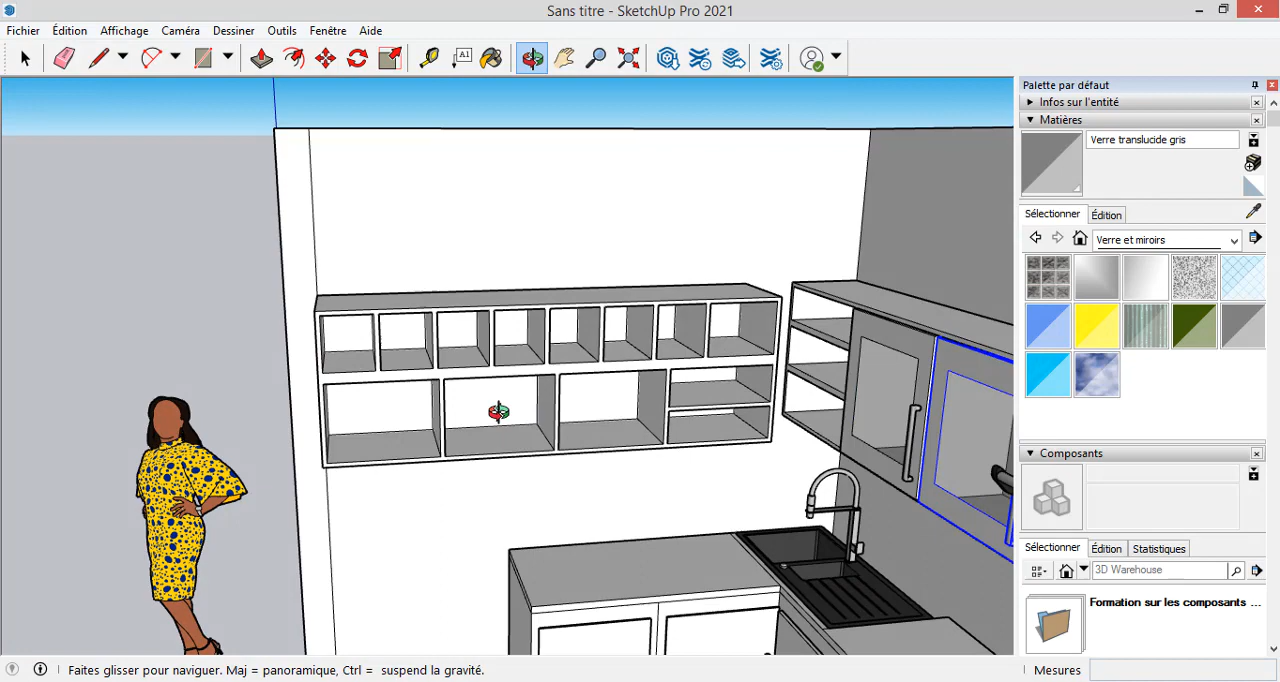 Sans titre - SketchUp Pro 2021
Fichier Édition Affichage Caméra Dessiner Outils Fenêtre Aide
A1
Palette par défaut
Infos sur l'entité
Matières
Verre translucide gris
Sélectionner Édition
Verre et miroirs
Composants
Sélectionner Édition Statistiques
3D Warehouse
Formation sur les composants ...
Faites glisser pour naviguer. Maj = panoramique, Ctrl = suspend la gravité.
Mesures